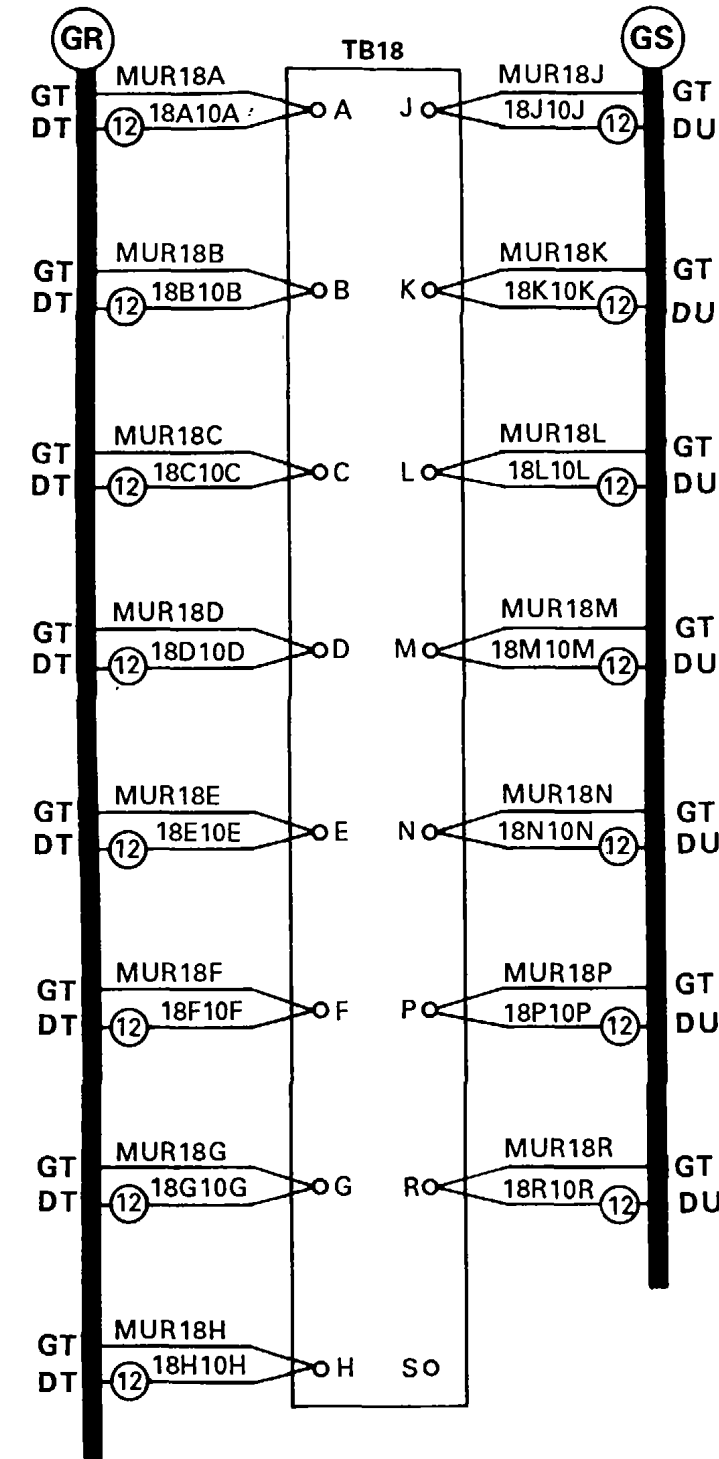 GR
TB18
GS
GT MUR18A A J MUR18J GT
DT 12 18A10A 18J10J 12 DU
GT MUR18B B K MUR18K GT
DT 12 18B10B 18K10K 12 DU
GT MUR18C C L MUR18L GT
DT 12 18C10C 18L10L 12 DU
GT MUR18D D M MUR18M GT
DT 12 18D10D 18M10M 12 DU
GT MUR18E E N MUR18N GT
DT 12 18E10E 18N10N 12 DU
GT MUR18F F P MUR18P GT
DT 12 18F10F 18P10P 12 DU
GT MUR18G G R MUR18R GT
DT 12 18G10G 18R10R 12 DU
GT MUR18H H S
DT 12 18H10H